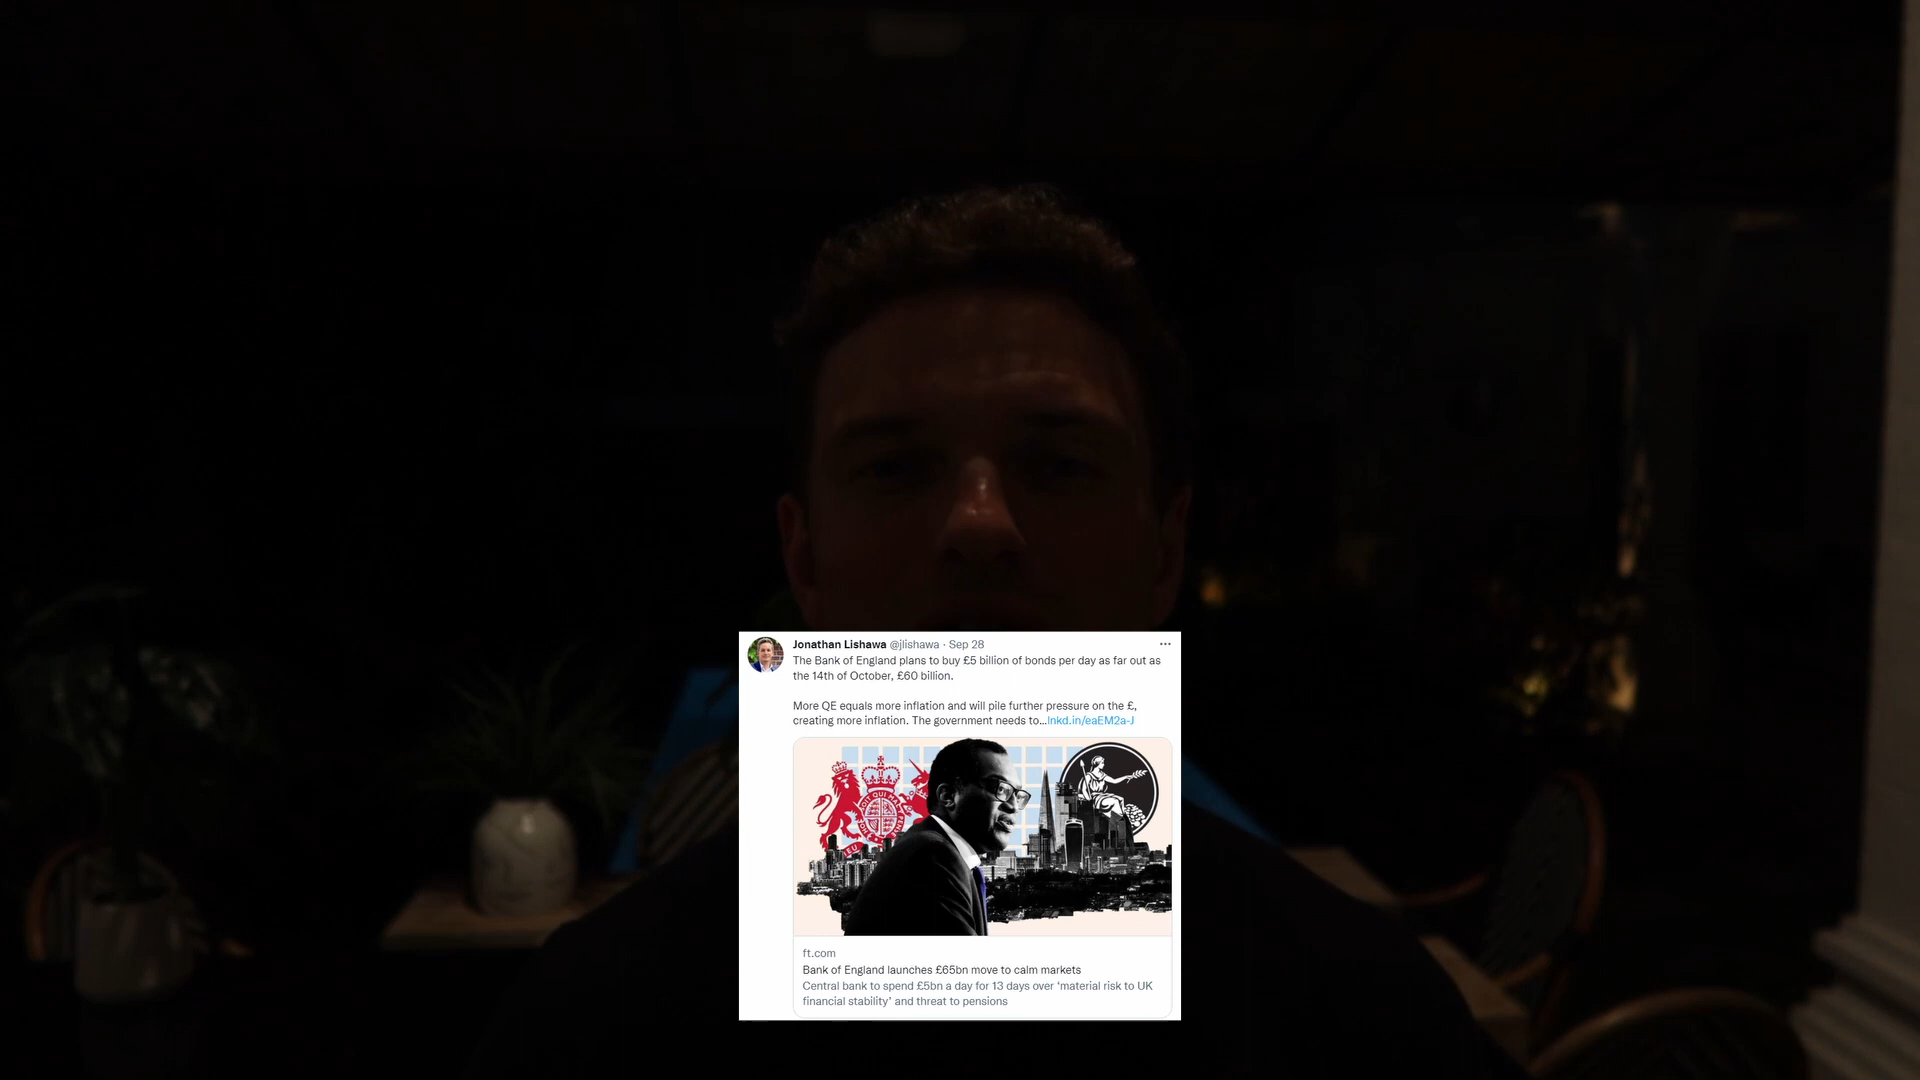 Jonathan Lishawa @jlishawa · Sep 28
The Bank of England plans to buy £5 billion of bonds per day as far out as
the 14th of October, £60 billion.
More QE equals more inflation and will pile further pressure on the £,
creating more inflation. The government needs to...lnkd.in/eaEM2a-J
ft.com
Bank of England launches £65bn move to calm markets
Central bank to spend £5bn a day for 13 days over ‘material risk to UK
financial stability’ and threat to pensions